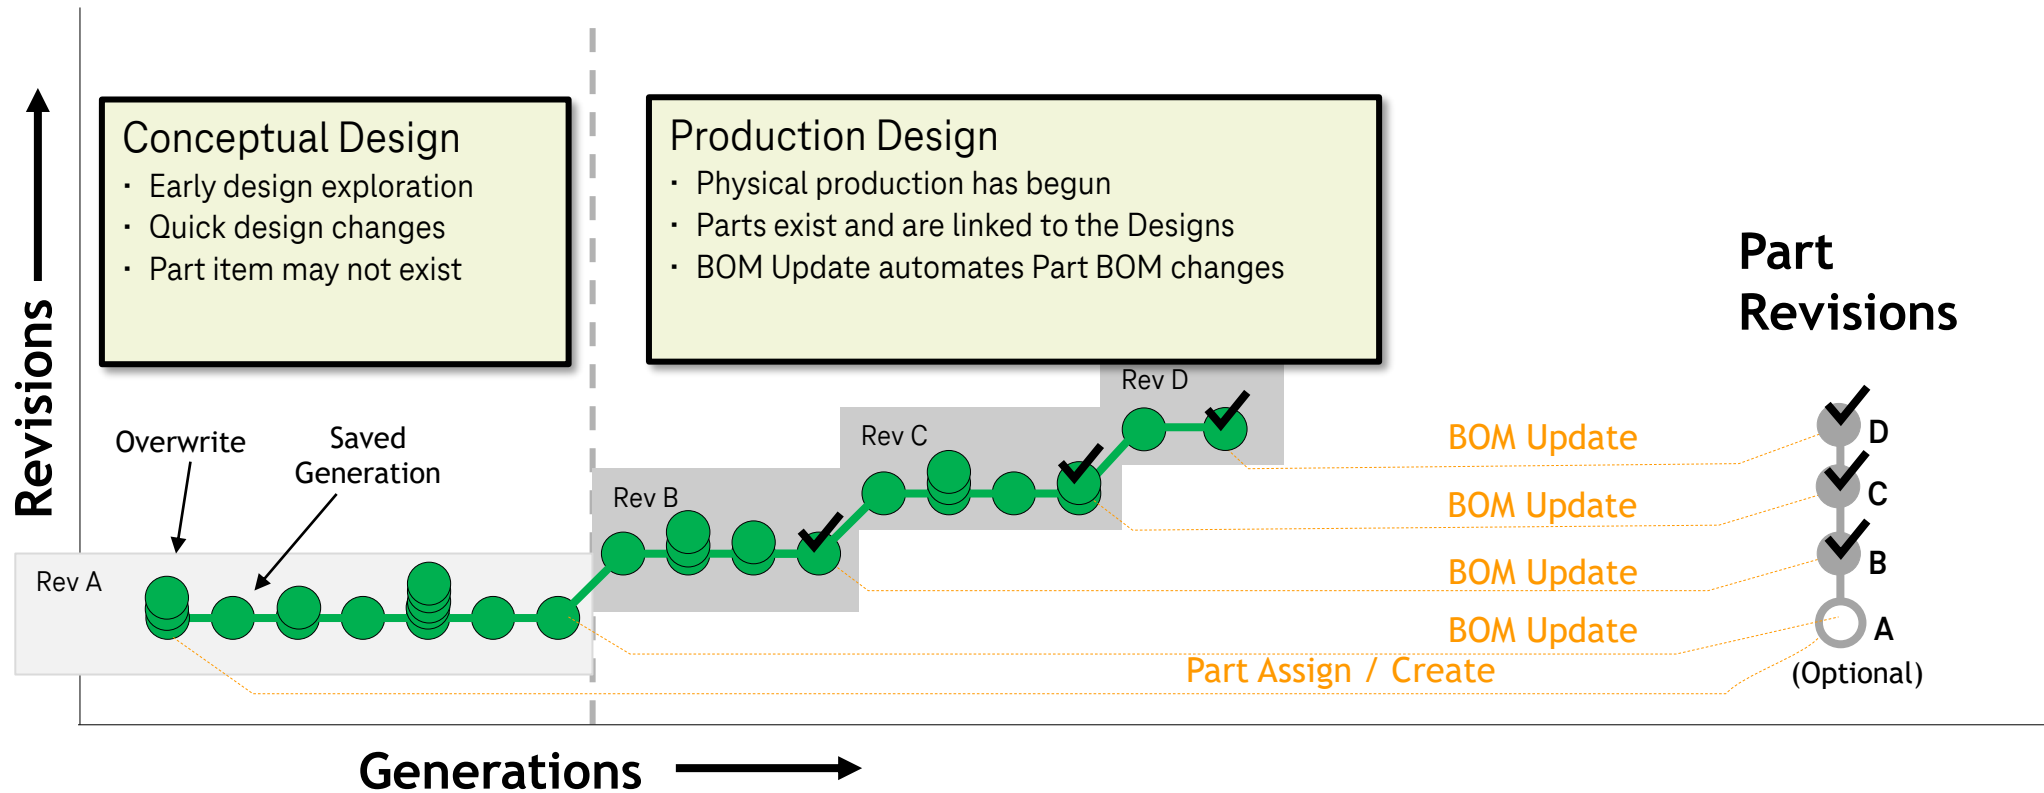 Conceptual Design
· Early design exploration
· Quick design changes
· Part item may not exist
Production Design
· Physical production has begun
· Parts exist and are linked to the Designs
· BOM Update automates Part BOM changes
Part
Revisions
Revisions
Overwrite
Saved
Generation
Rev A
Rev B
Rev C
Rev D
BOM Update
BOM Update
BOM Update
BOM Update
Part Assign / Create
D
C
B
A
(Optional)
Generations